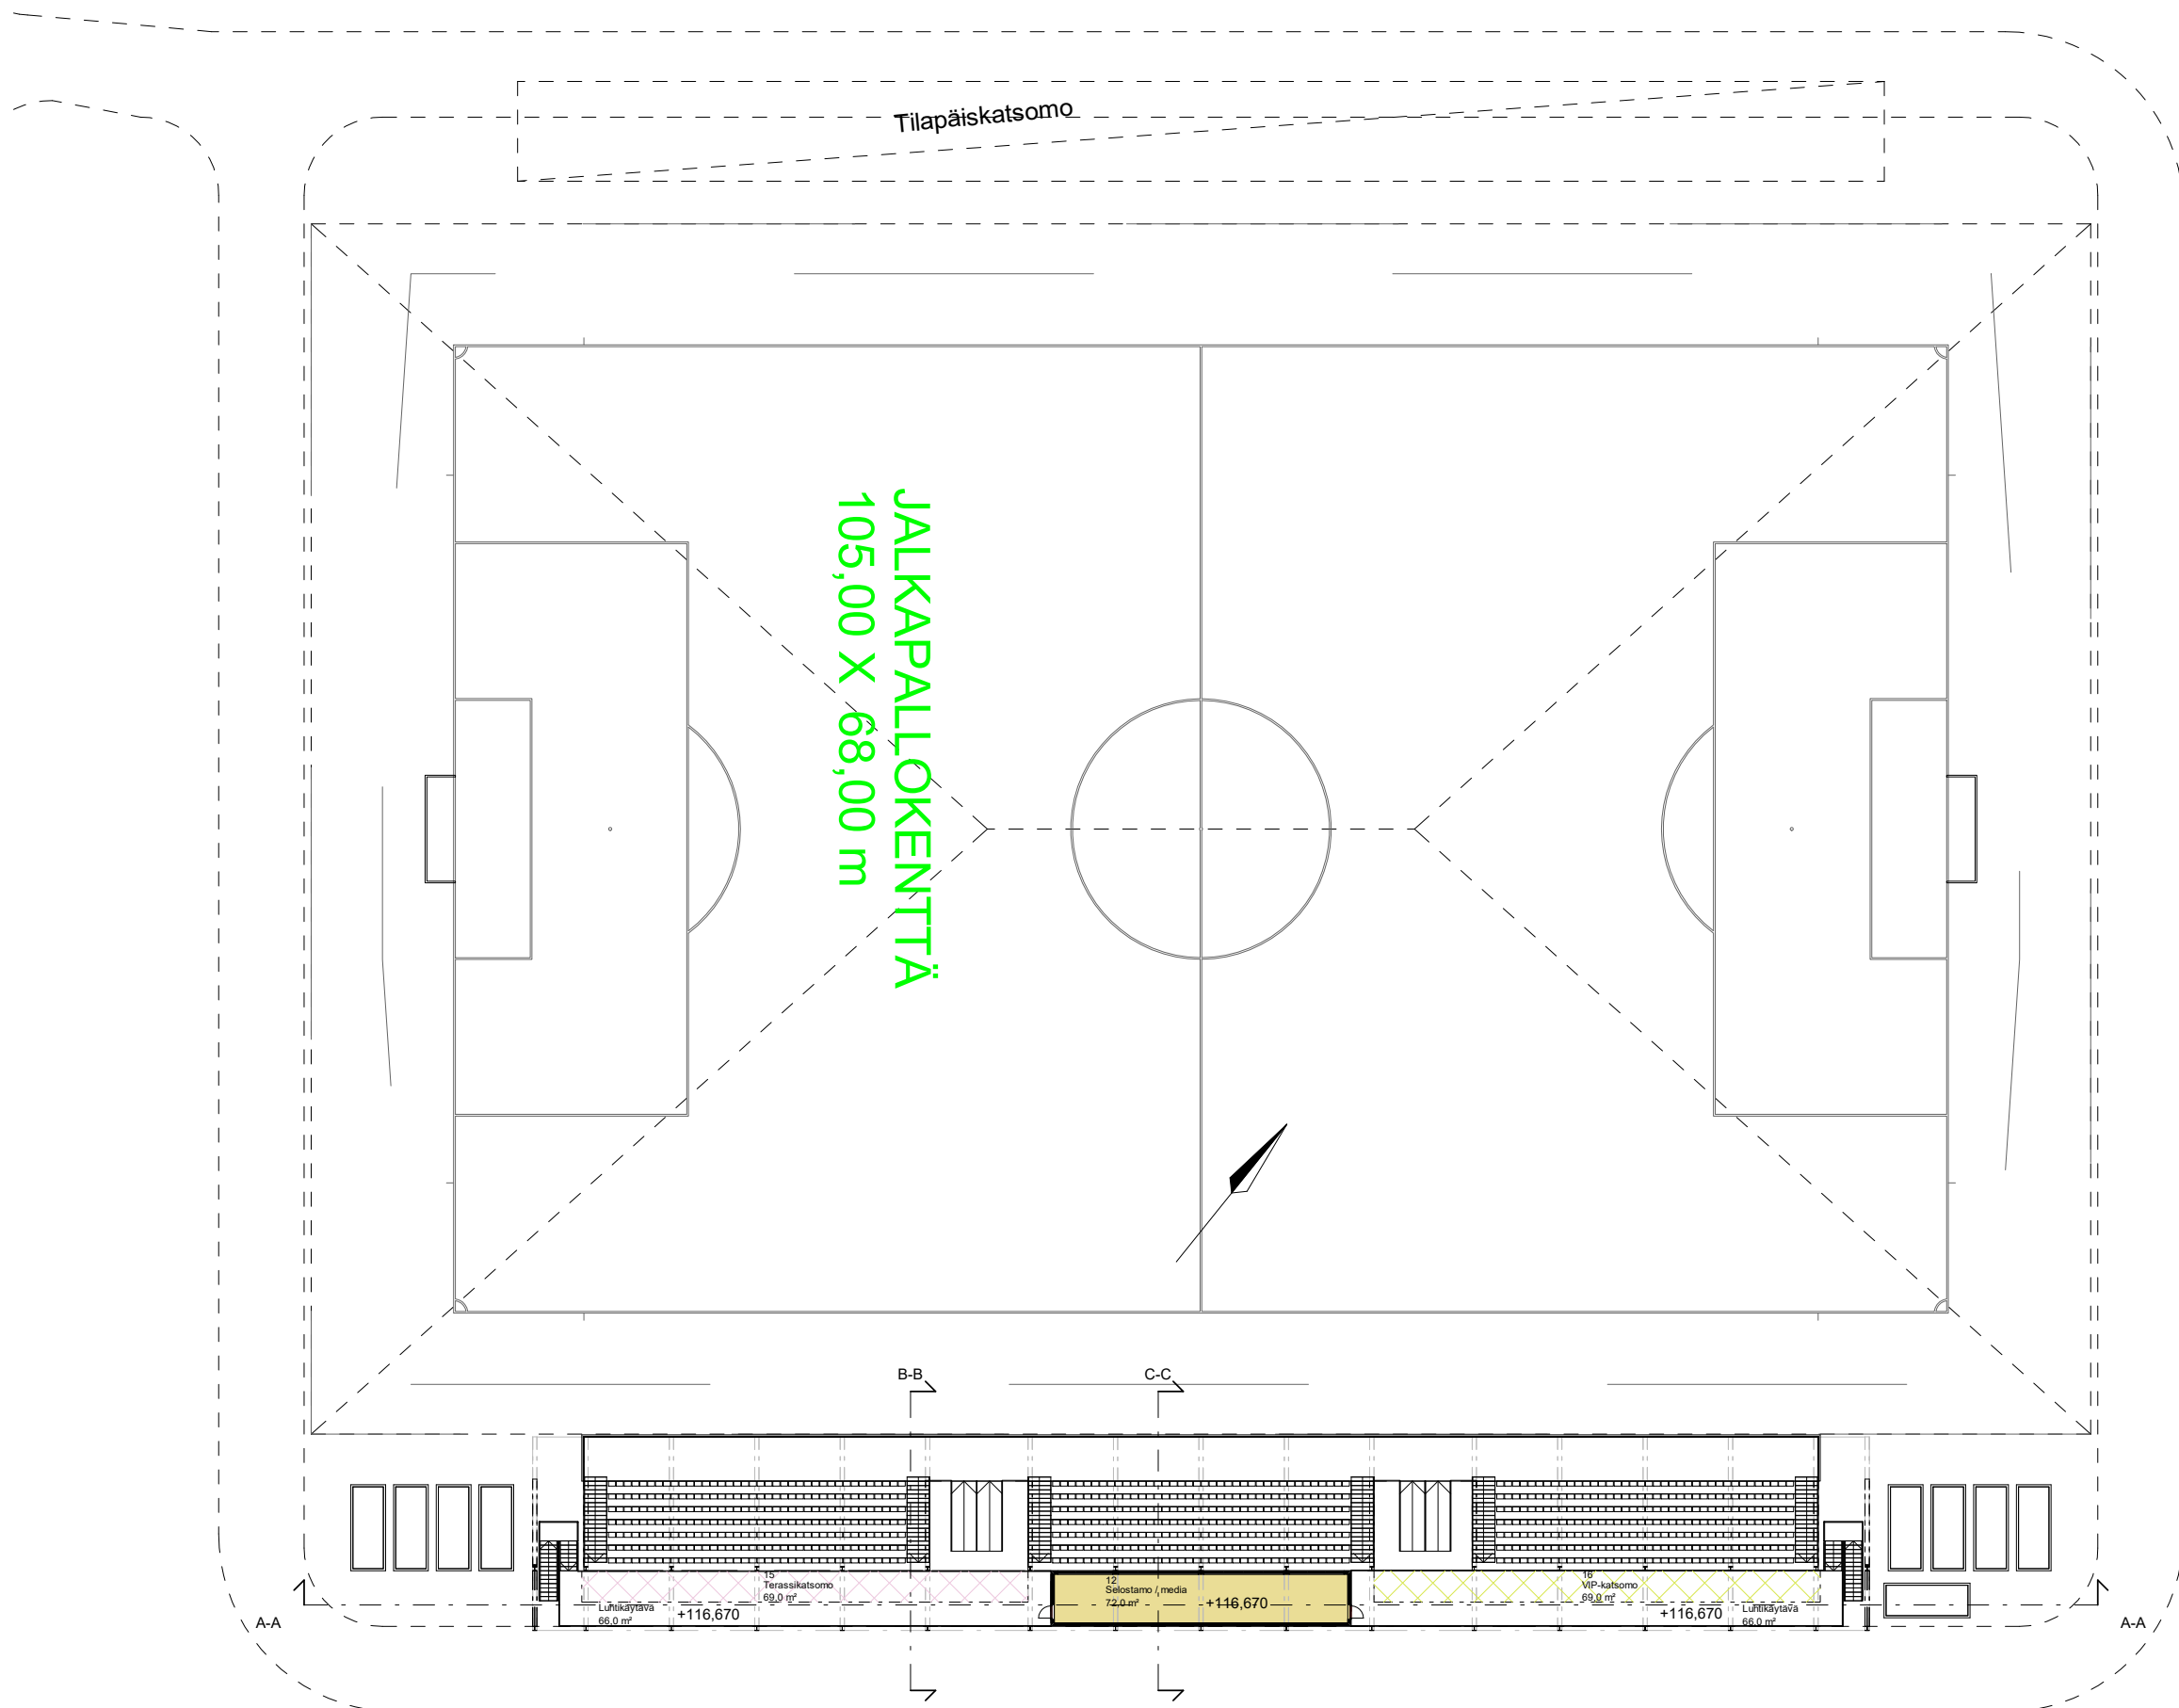 Tilapäiskatsomo
JALKAPALLOKENTTÄ
105,00 X 68,00 m
B-B
C-C
15
Terassikatsomo
69,0 m²
12
Selostamo / media
72,0 m²
+116,670
16
VIP-katsomo
69,0 m²
Luhtikäytävä
66,0 m²
+116,670
+116,670
Luhtikäytävä
66,0 m²
A-A
A-A